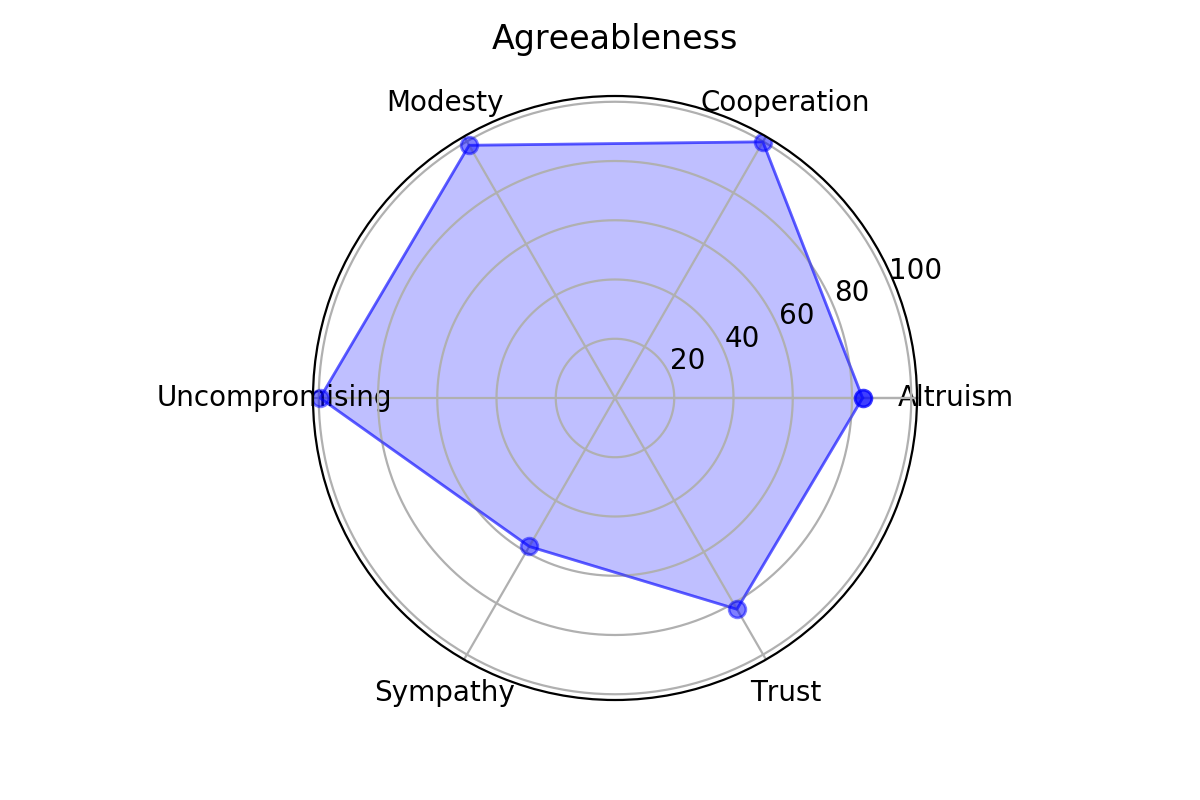 Agreeableness
Modesty
Cooperation
100
80
60
40
20
Uncompromising
Altruism
Sympathy
Trust